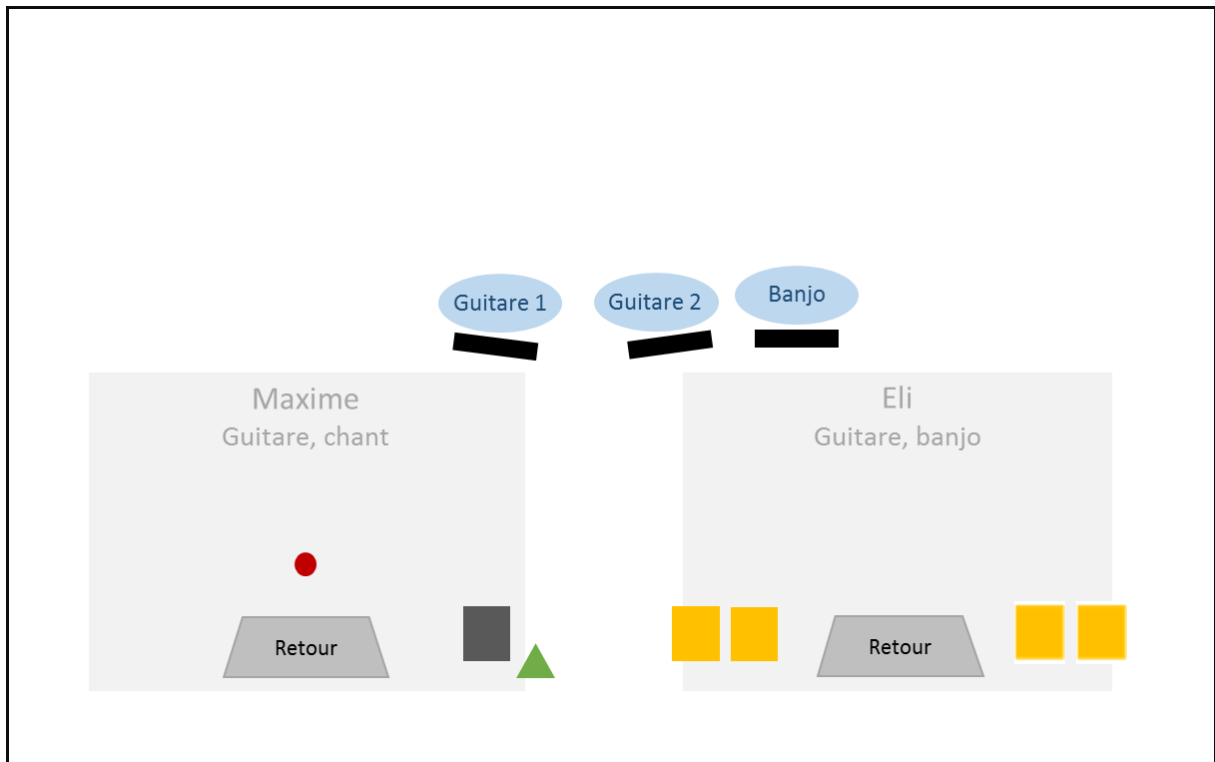 Guitare 1
Guitare 2
Banjo
Maxime
Guitare, chant
Eli
Guitare, banjo
Retour
Retour